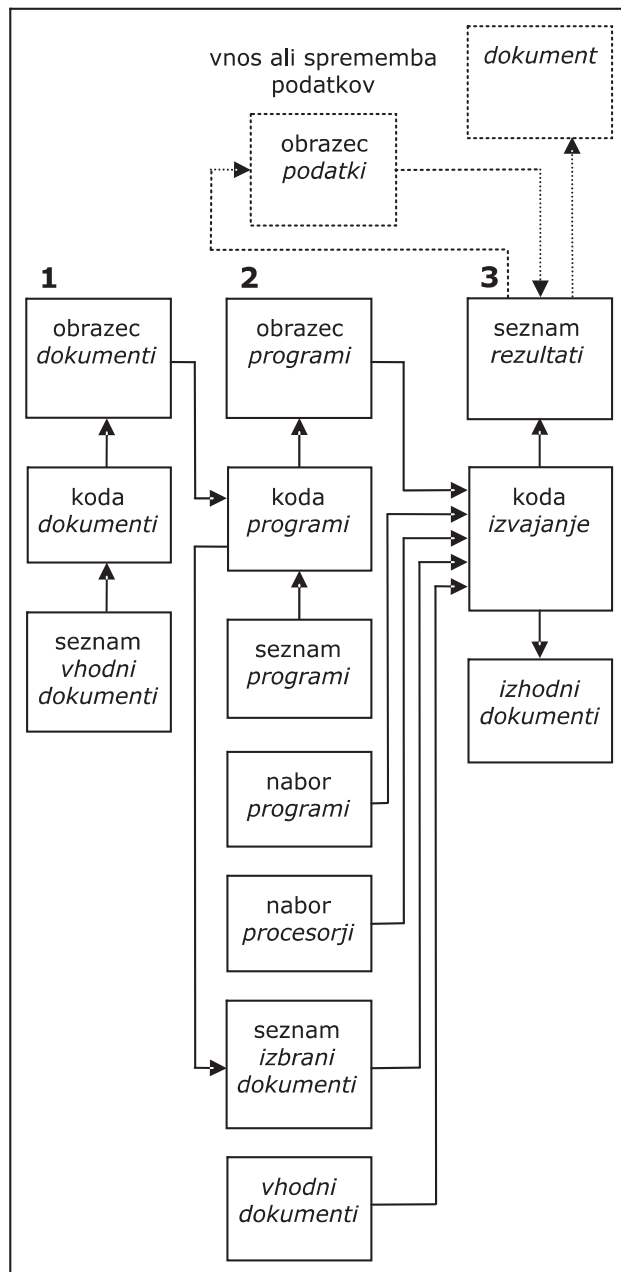 vnos ali sprememba
podatkov
dokument
obrazec
podatki
1
2
3
obrazec
dokumenti
obrazec
programi
seznam
rezultati
koda
dokumenti
koda
programi
koda
izvajanje
seznam
vhodni
dokumenti
seznam
programi
izhodni
dokumenti
nabor
programi
nabor
procesorji
seznam
izbrani
dokumenti
vhodni
dokumenti